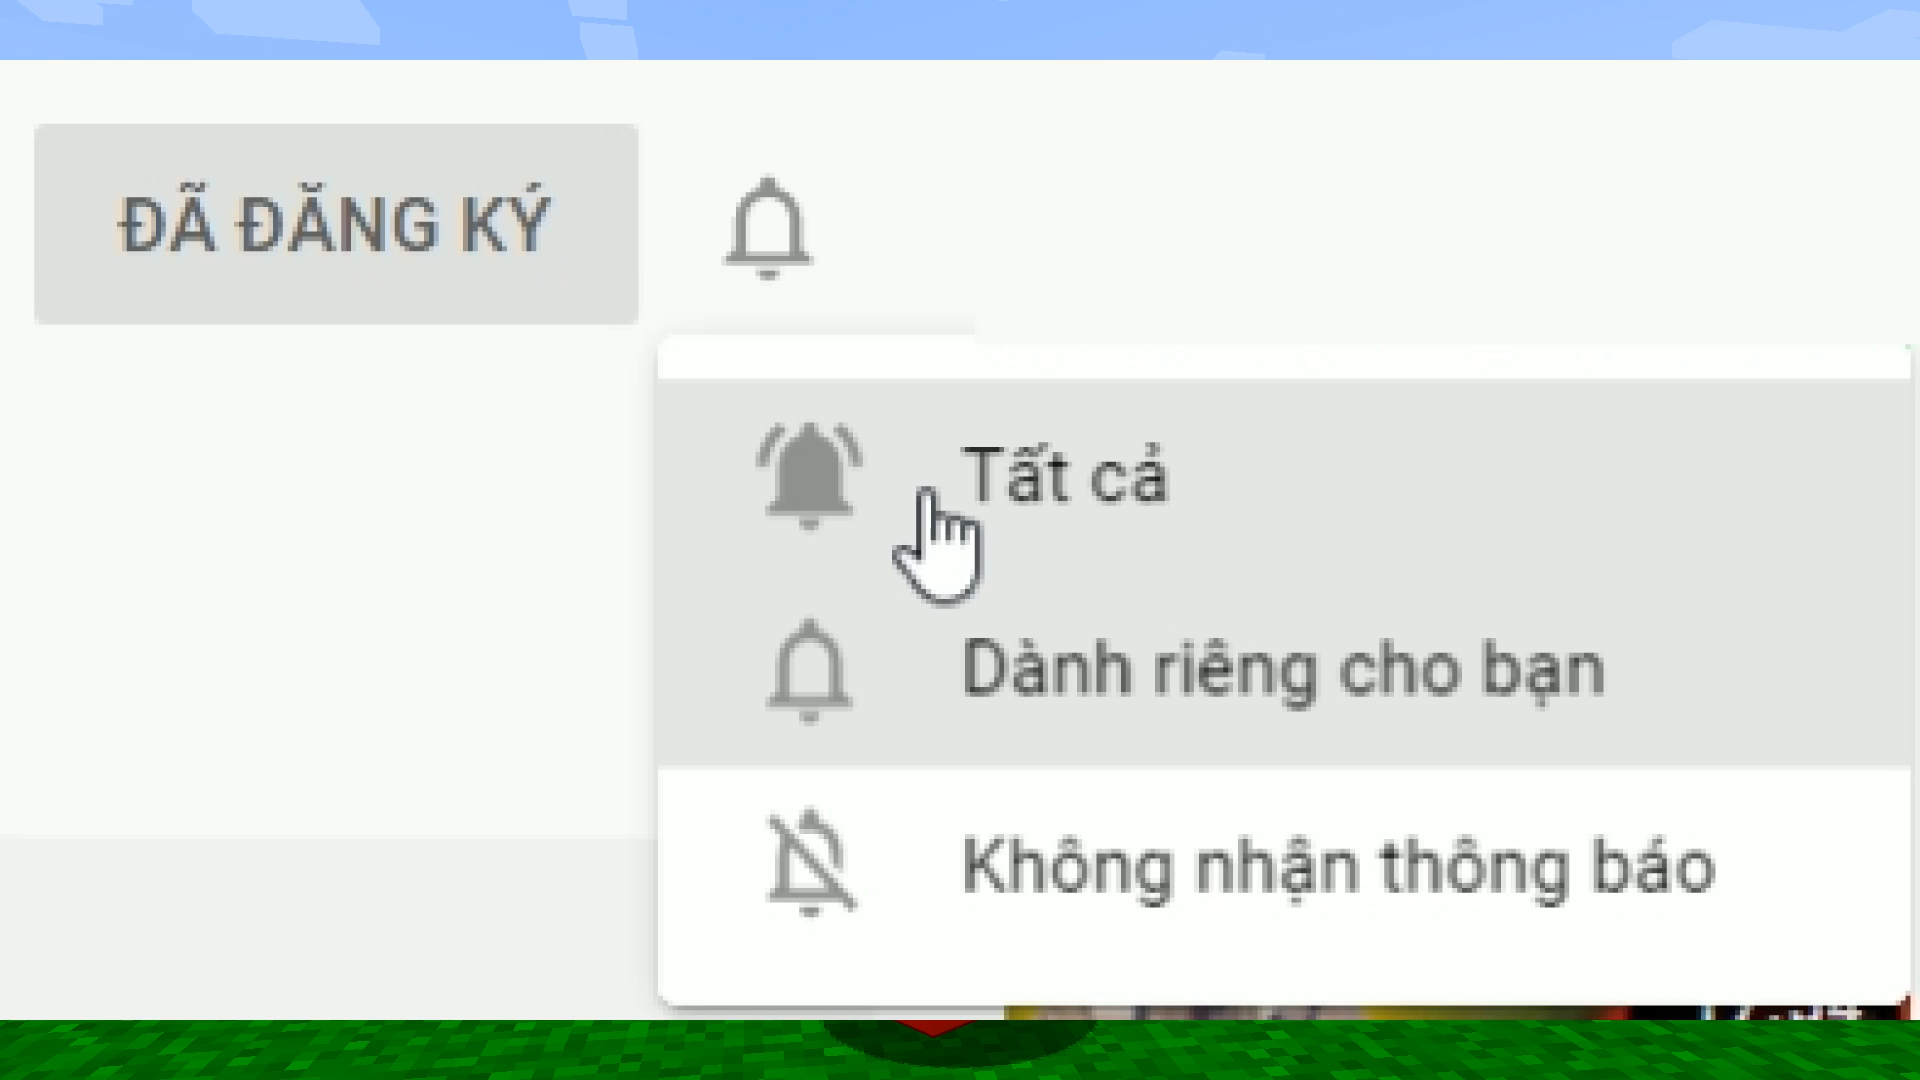 ĐÃ ĐĂNG KÝ
Tất cả
Dành riêng cho bạn
Không nhận thông báo